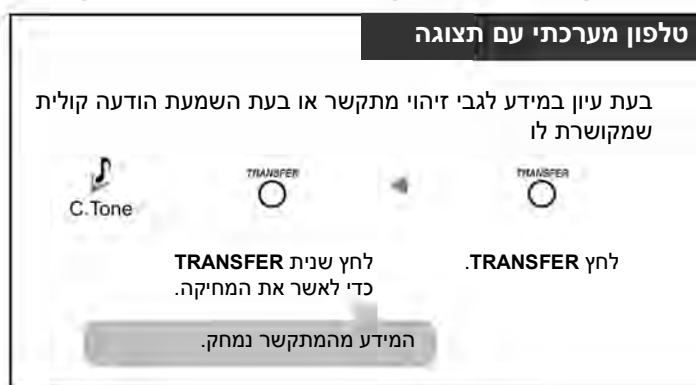 טלפון מערכתי עם תצוגה
בעת עיון במידע לגבי זיהוי מתקשר או בעת השמעת הודעה קולית
שמקושרת לו
TRANSFER
TRANSFER
C.Tone
לחץ TRANSFER.
לחץ שנית TRANSFER
כדי לאשר את המחיקה.
המידע מהמתקשר נמחק.